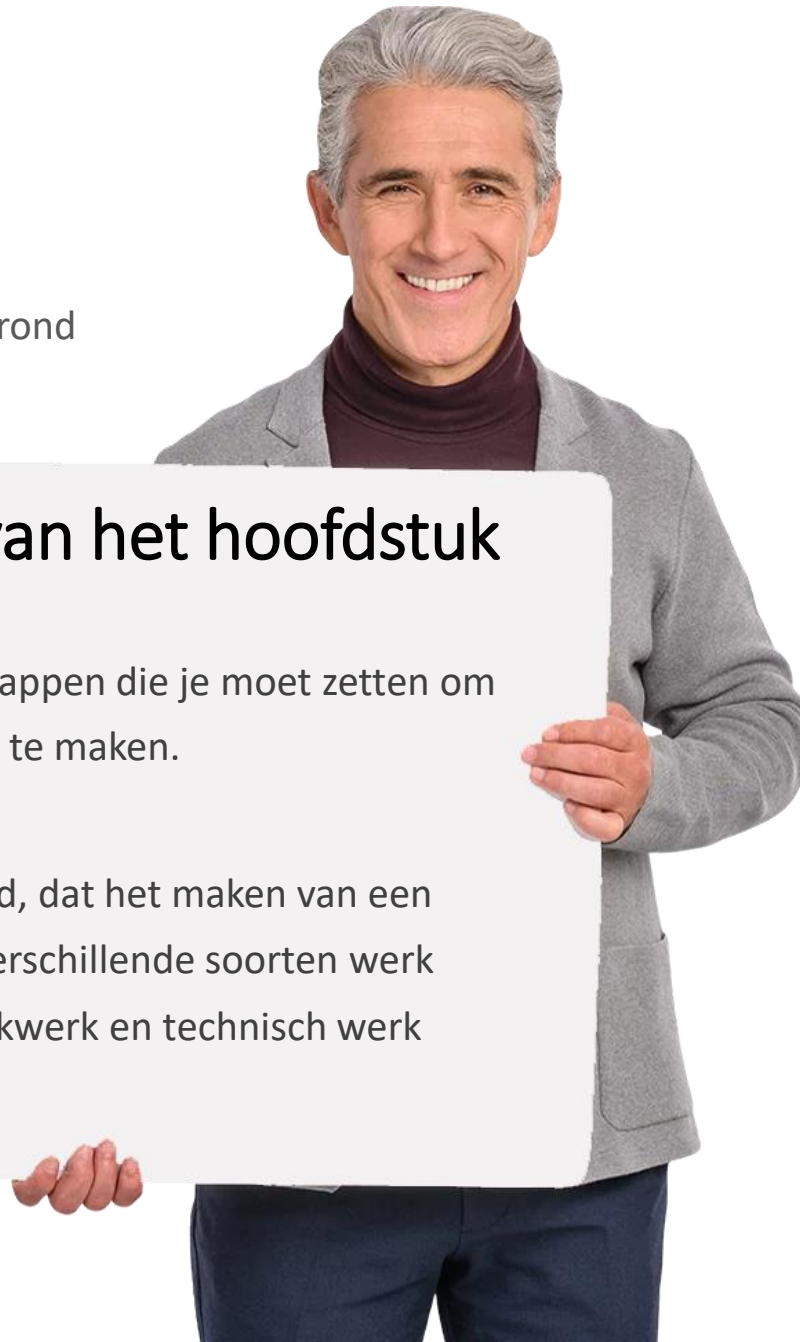 rond
van het hoofdstuk
appen die je moet zetten om
te maken.
d, dat het maken van een
erschillende soorten werk
kwerk en technisch werk